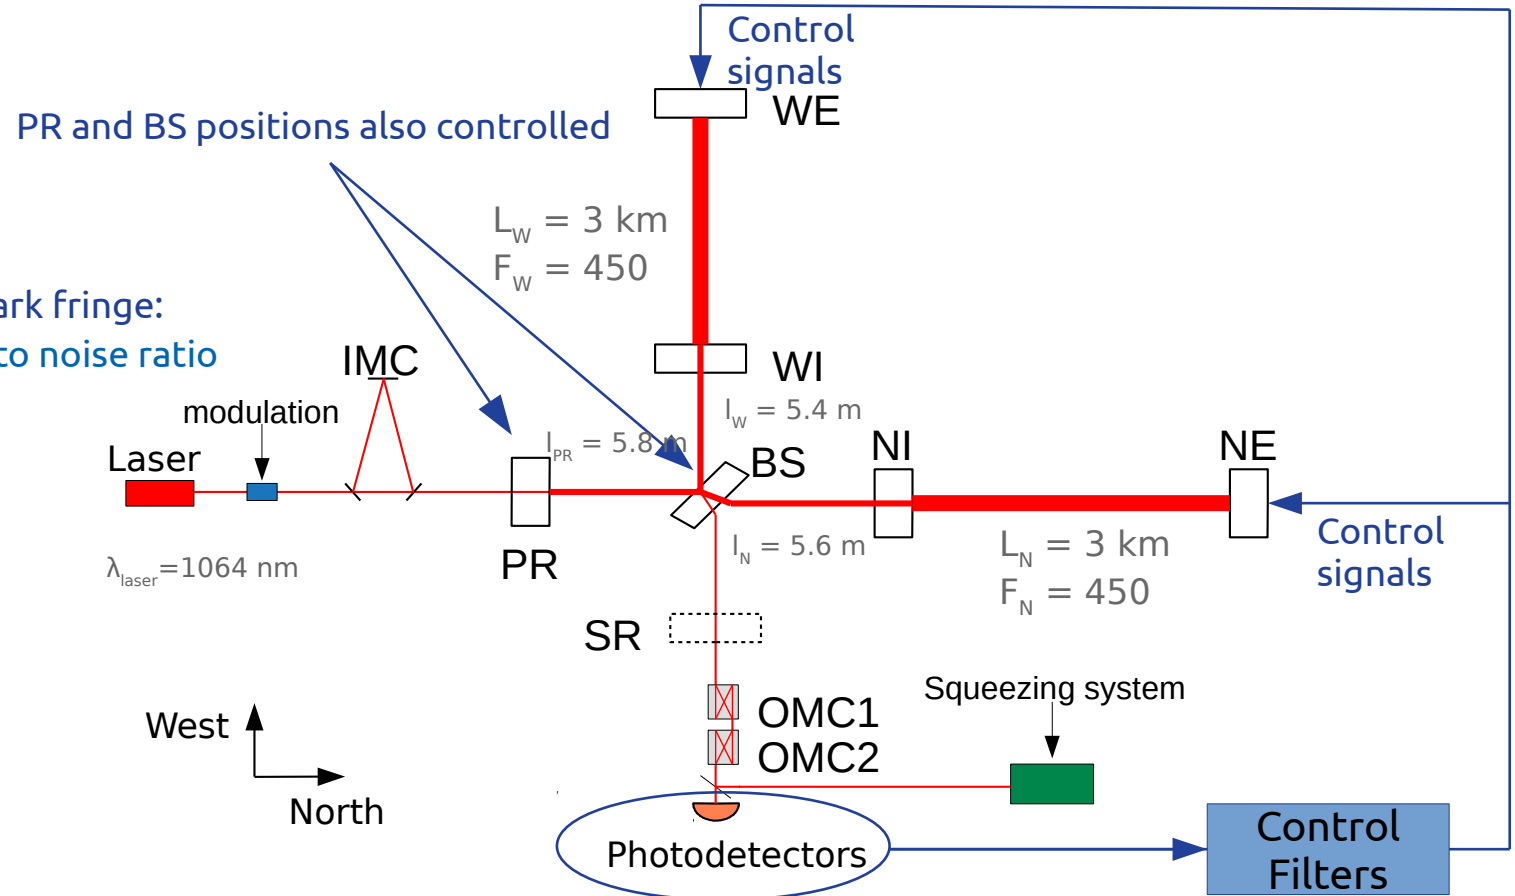 Control
signals
WE
PR and BS positions also controlled
L_W = 3 km
F_W = 450
ark fringe:
to noise ratio
IMC
WI
modulation
l_W = 5.4 m
l_PR = 5.8 m
Laser
BS
NI
NE
λ_laser=1064 nm
PR
l_N = 5.6 m
L_N = 3 km
F_N = 450
Control
signals
SR
Squeezing system
OMC1
OMC2
West
North
Photodetectors
Control
Filters